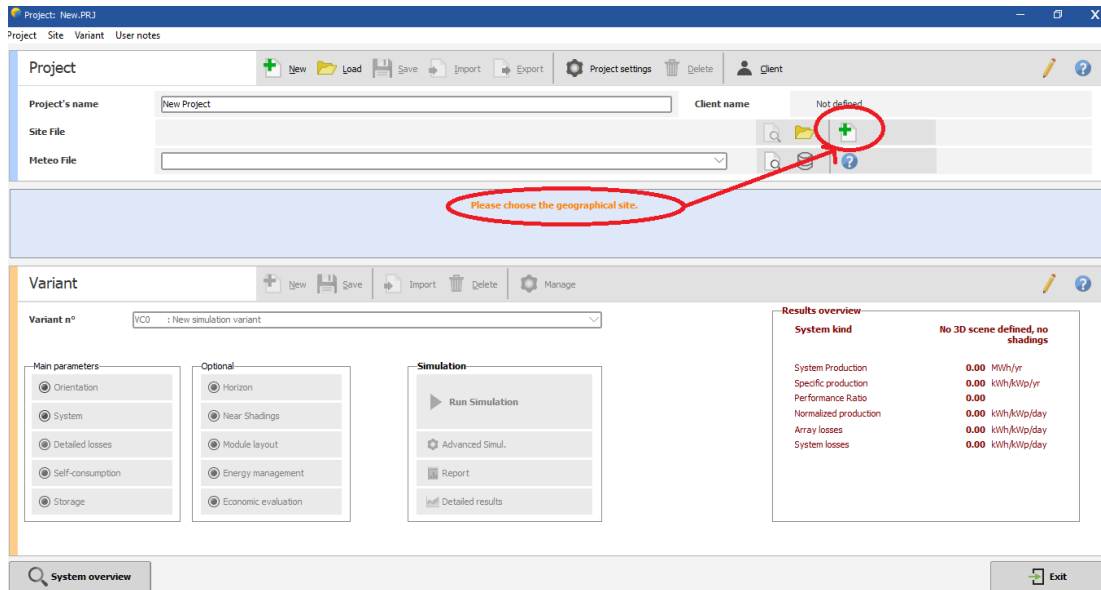 Project: New.PRJ
Project Site Variant User notes
Project New Load Save Import Export Project settings Delete Client
Project's name New Project Client name Not defined
Site File
Meteo File
Please choose the geographical site.
Variant New Save Import Delete Manage
Variant n° VC0 : New simulation variant
Results overview
System kind No 3D scene defined, no shadings
Main parameters Optional Simulation
Orientation Horizon Run Simulation System Production 0.00 MWh/yr
Specific production 0.00 kWh/kWp/yr
System Near Shadings Performance Ratio 0.00
Normalized production 0.00 kWh/kWp/day
Detailed losses Module layout Advanced Simul. Array losses 0.00 kWh/kWp/day
System losses 0.00 kWh/kWp/day
Self-consumption Energy management Report
Storage Economic evaluation Detailed results
System overview Exit